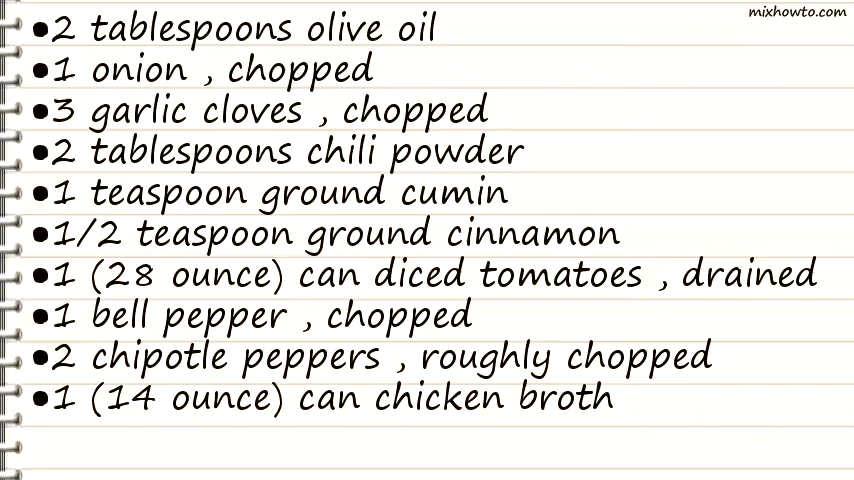 mixhowto.com
•2 tablespoons olive oil
•1 onion , chopped
•3 garlic cloves , chopped
•2 tablespoons chili powder
•1 teaspoon ground cumin
•1/2 teaspoon ground cinnamon
•1 (28 ounce) can diced tomatoes , drained
•1 bell pepper , chopped
•2 chipotle peppers , roughly chopped
•1 (14 ounce) can chicken broth